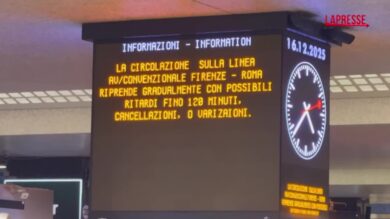 LAPRESSE
INFORMAZIONI - INFORMATION
16.12.2025
LA CIRCOLAZIONE SULLA LINEA
AV/CONVENZIONALE FIRENZE - ROMA
RIPRENDE GRADUALMENTE CON POSSIBILI
RITARDI FINO 120 MINUTI,
CANCELLAZIONI, O VARIZAIONI.